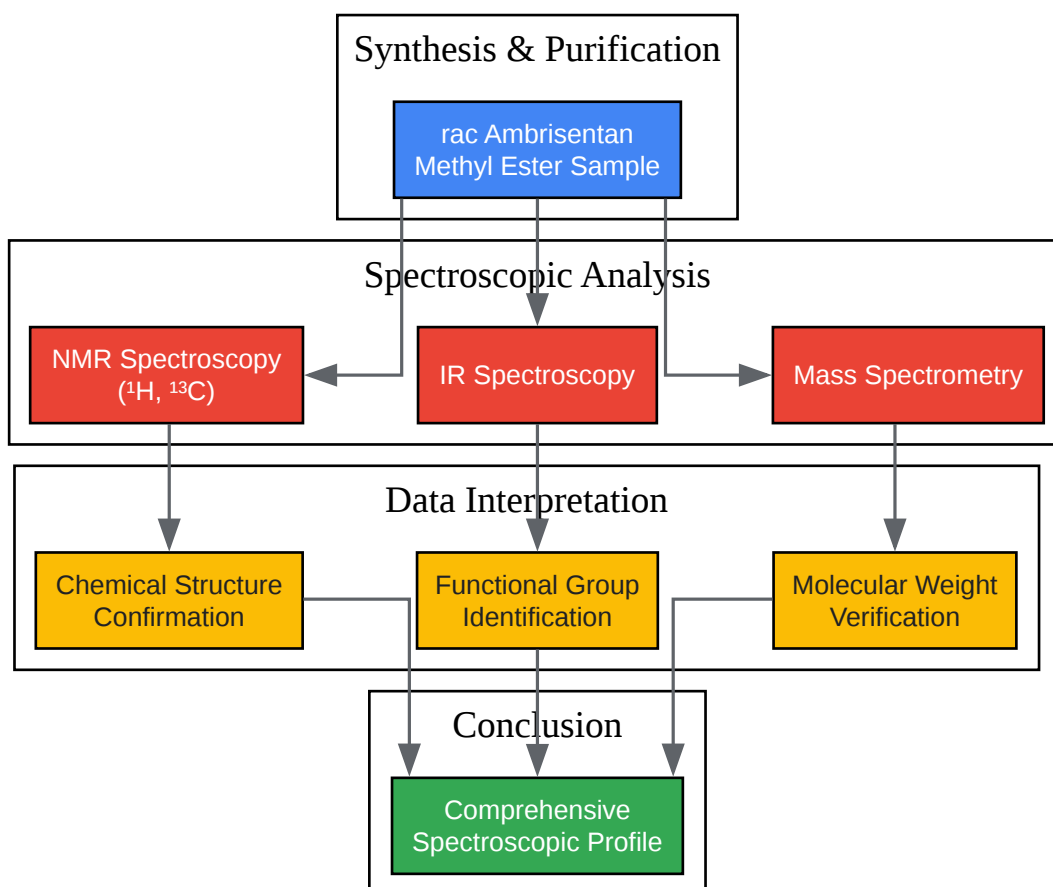 Synthesis & Purification
rac Ambrisentan
Methyl Ester Sample
Spectroscopic Analysis
NMR Spectroscopy
(¹H, ¹³C)
IR Spectroscopy
Mass Spectrometry
Data Interpretation
Chemical Structure
Confirmation
Functional Group
Identification
Molecular Weight
Verification
Conclusion
Comprehensive
Spectroscopic Profile